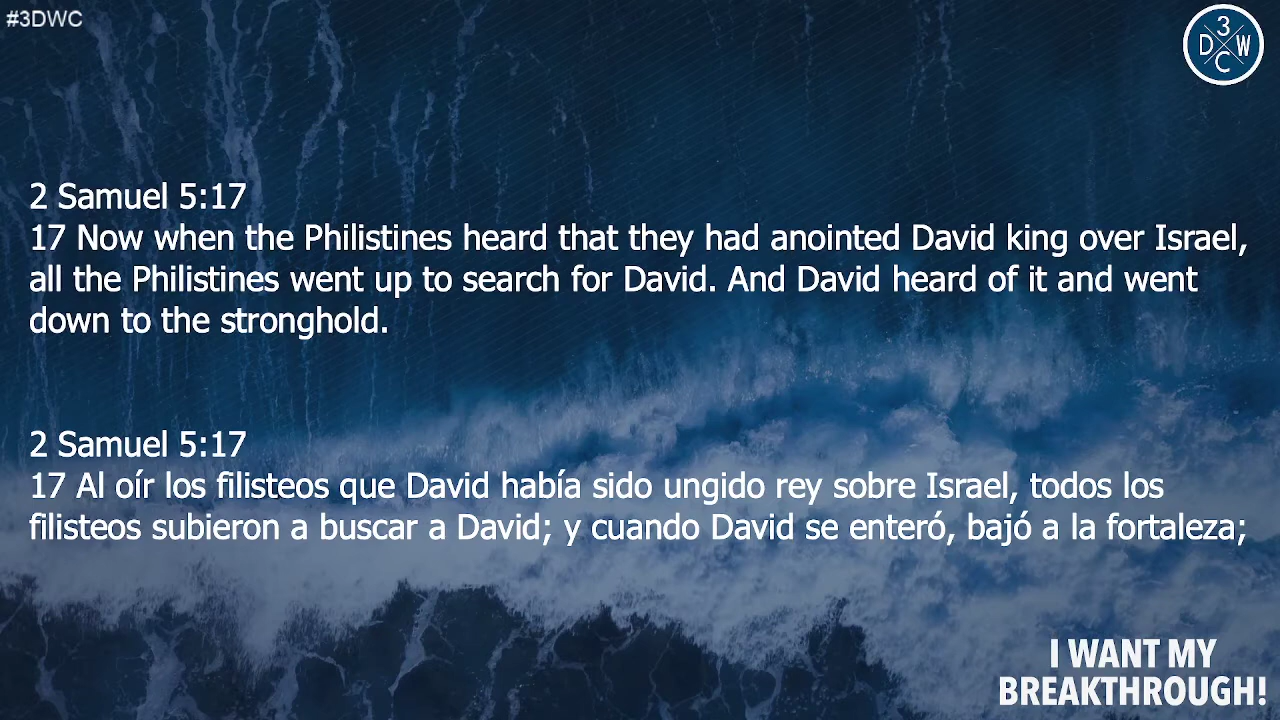 #3DWC
3
D W
C
2 Samuel 5:17
17 Now when the Philistines heard that they had anointed David king over Israel,
all the Philistines went up to search for David. And David heard of it and went
down to the stronghold.
2 Samuel 5:17
17 Al oír los filisteos que David había sido ungido rey sobre Israel, todos los
filisteos subieron a buscar a David; y cuando David se enteró, bajó a la fortaleza;
I WANT MY
BREAKTHROUGH!